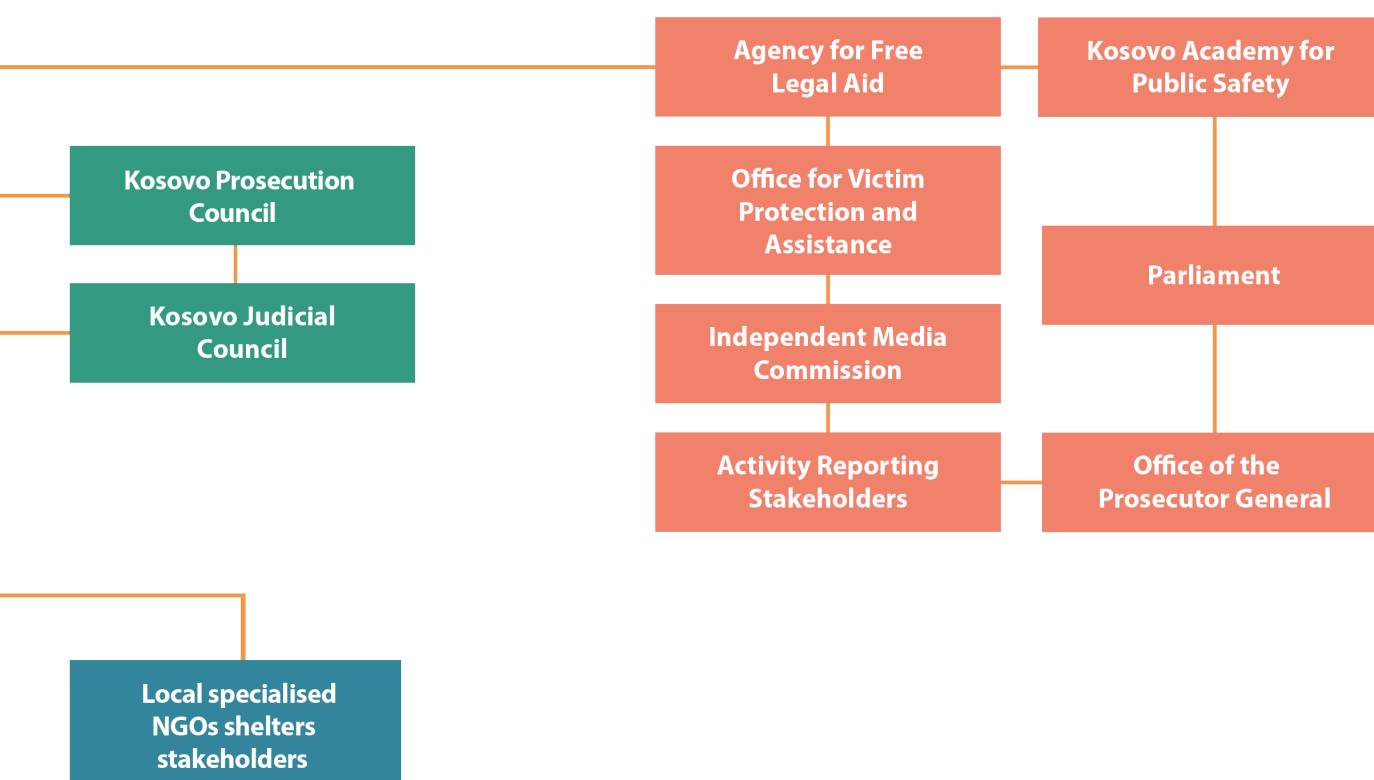 Agency for Free
Legal Aid
Kosovo Academy for
Public Safety
Kosovo Prosecution
Council
Office for Victim
Protection and
Assistance
Parliament
Kosovo Judicial
Council
Independent Media
Commission
Activity Reporting
Stakeholders
Office of the
Prosecutor General
Local specialised
NGOs shelters
stakeholders